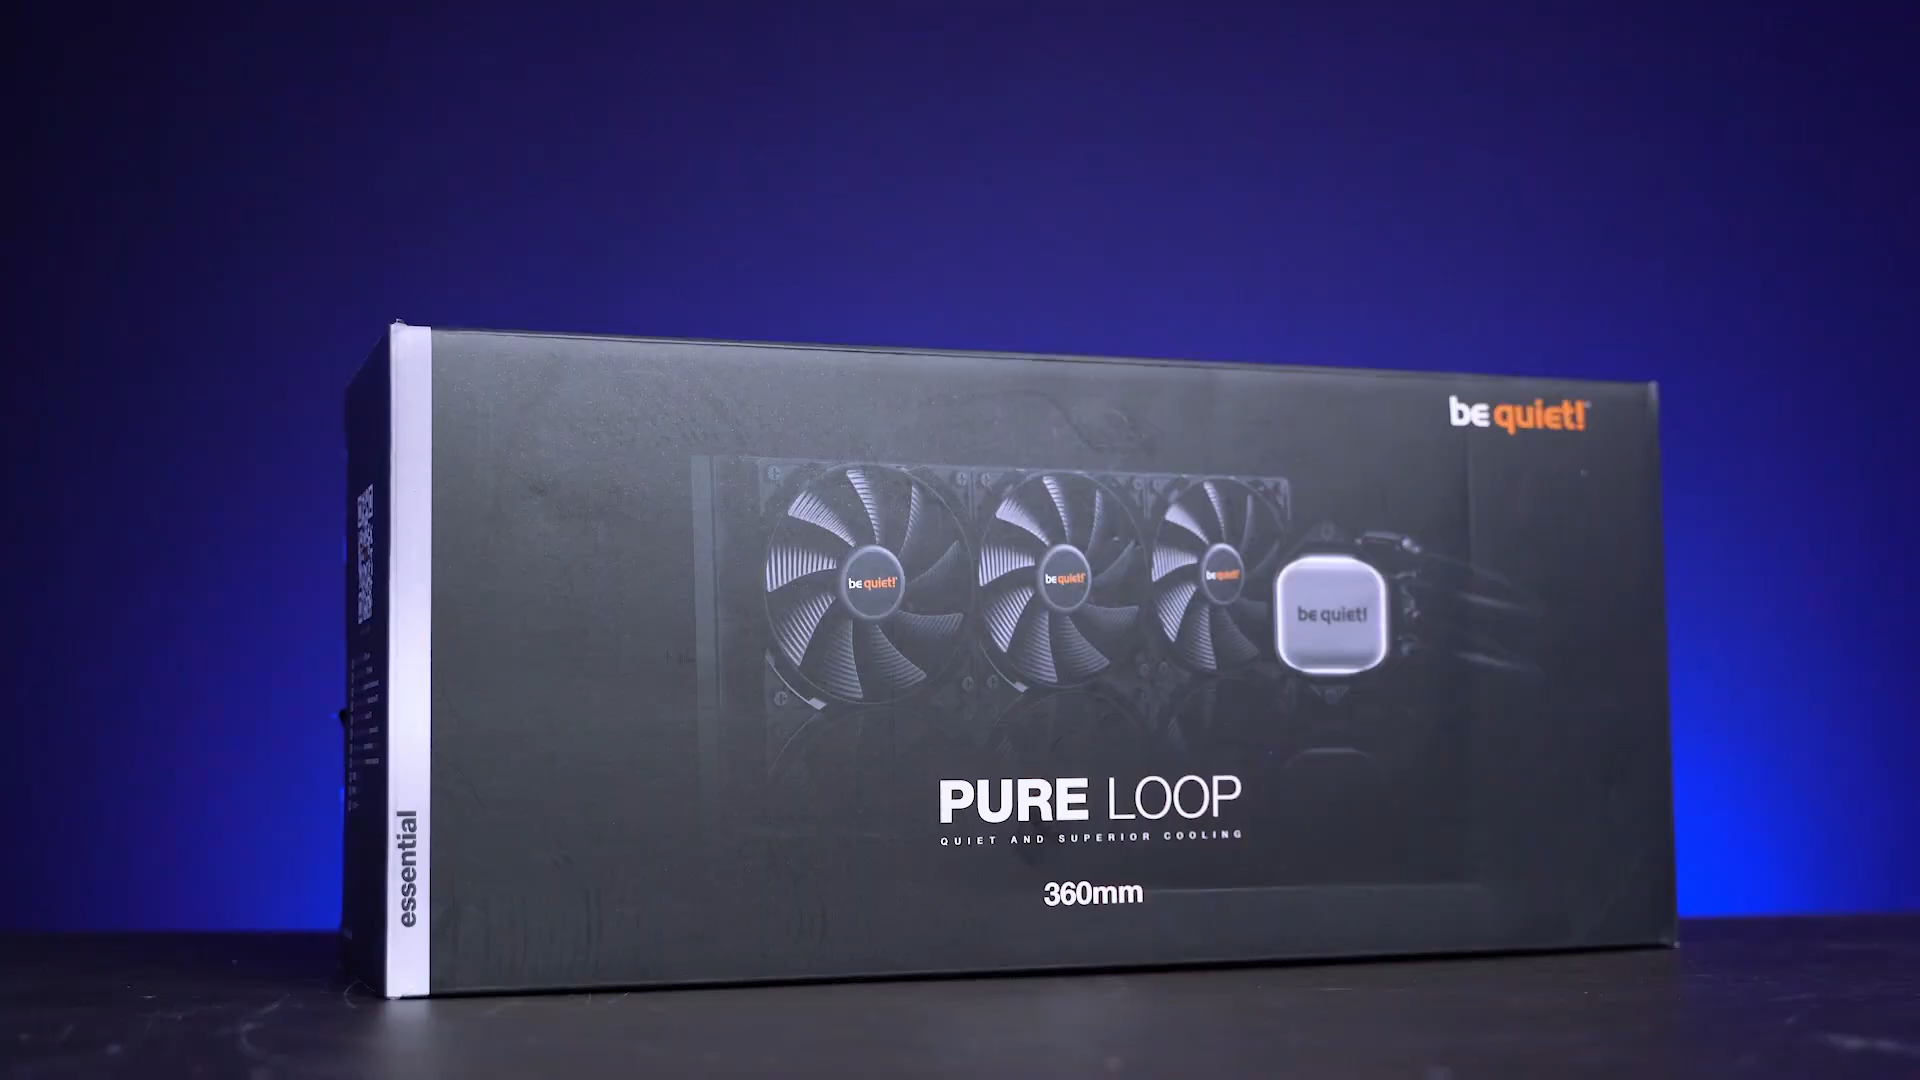 be quiet!
be quiet!
be quiet!
be quiet!
be quiet!
PURE LOOP
QUIET AND SUPERIOR COOLING
360mm
essential